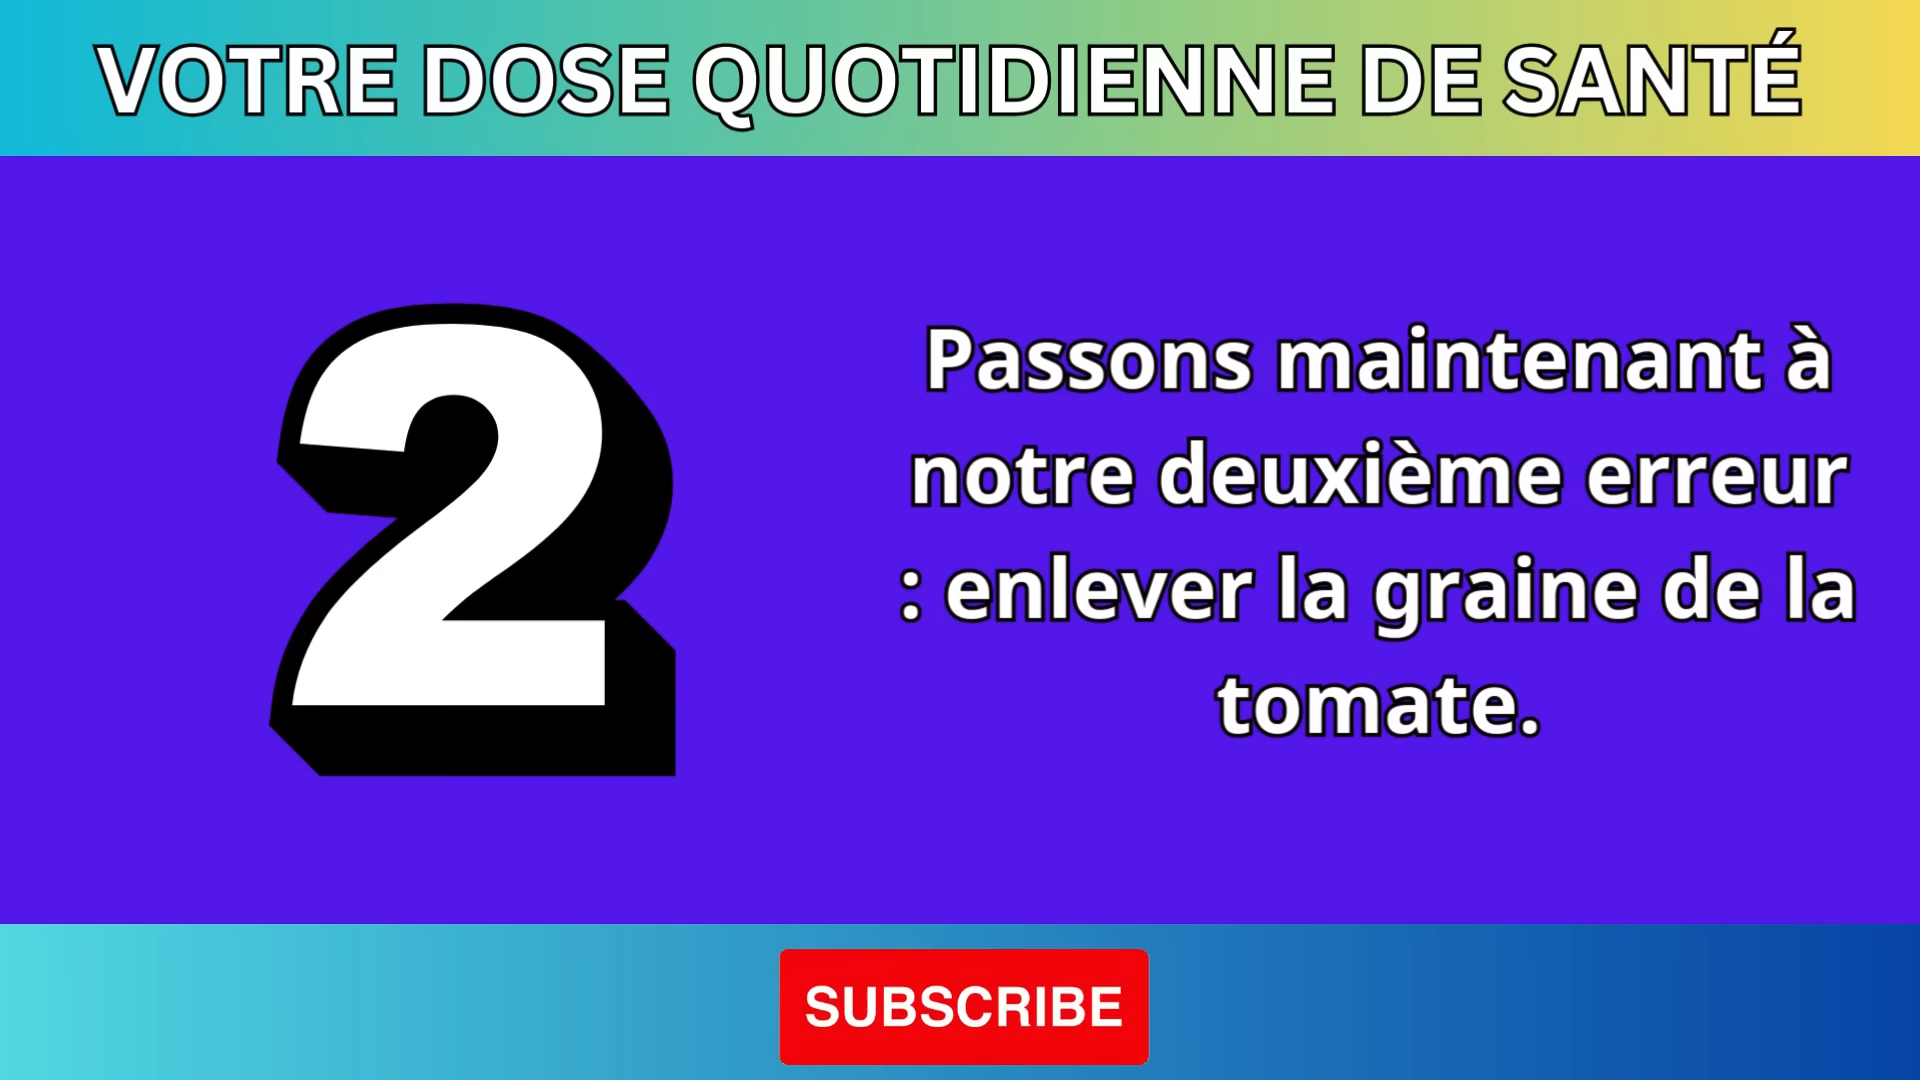 VOTRE DOSE QUOTIDIENNE DE SANTÉ
2
Passons maintenant à
notre deuxième erreur
: enlever la graine de la
tomate.
SUBSCRIBE